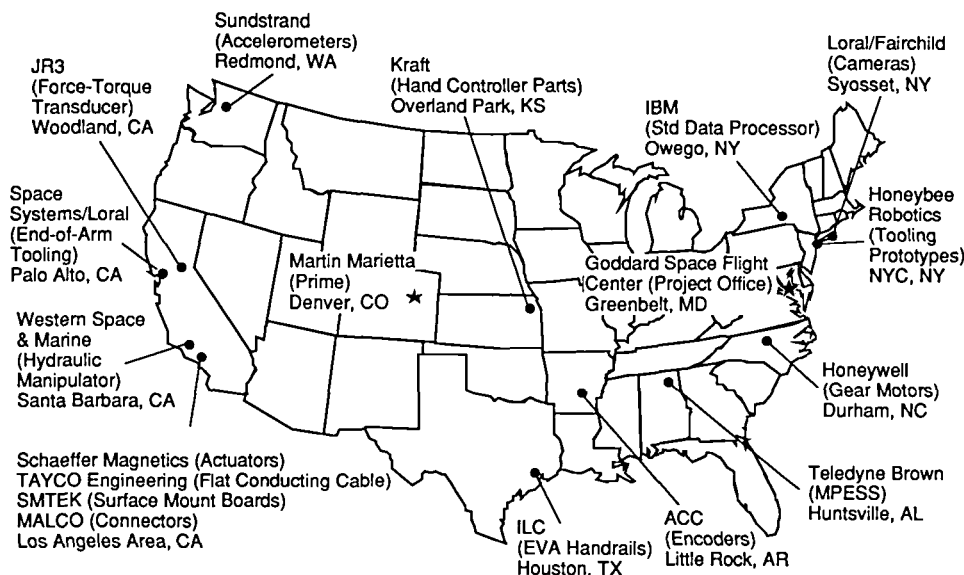 Sundstrand
(Accelerometers)
Redmond, WA
JR3
(Force-Torque
Transducer)
Woodland, CA
Kraft
(Hand Controller Parts)
Overland Park, KS
Loral/Fairchild
(Cameras)
Syosset, NY
IBM
(Std Data Processor)
Owego, NY
Space
Systems/Loral
(End-of-Arm
Tooling)
Palo Alto, CA
Honeybee
Robotics
(Tooling
Prototypes)
NYC, NY
Martin Marietta
(Prime)
Denver, CO
Goddard Space Flight
Center (Project Office)
Greenbelt, MD
Western Space
& Marine
(Hydraulic
Manipulator)
Santa Barbara, CA
Honeywell
(Gear Motors)
Durham, NC
Schaeffer Magnetics (Actuators)
TAYCO Engineering (Flat Conducting Cable)
SMTEK (Surface Mount Boards)
MALCO (Connectors)
Los Angeles Area, CA
ILC
(EVA Handrails)
Houston, TX
ACC
(Encoders)
Little Rock, AR
Teledyne Brown
(MPESS)
Huntsville, AL